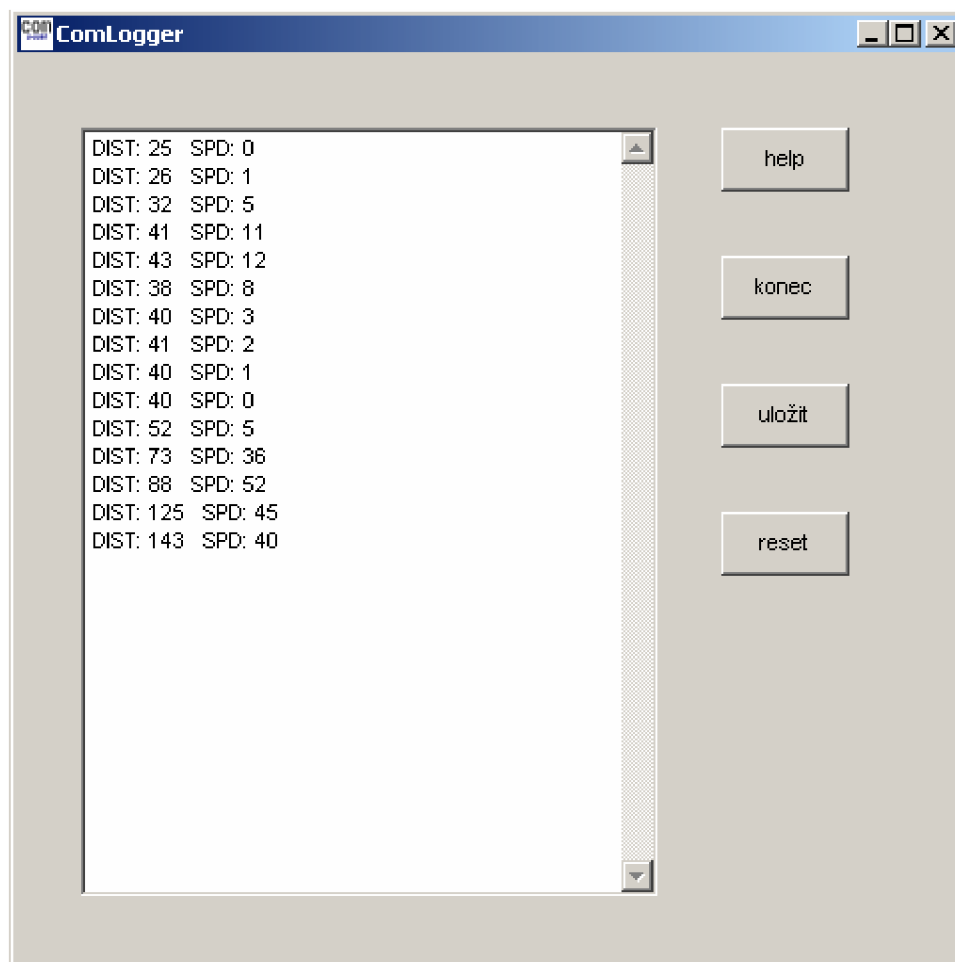 ComLogger
DIST: 25 SPD: 0
DIST: 26 SPD: 1
DIST: 32 SPD: 5
DIST: 41 SPD: 11
DIST: 43 SPD: 12
DIST: 38 SPD: 8
DIST: 40 SPD: 3
DIST: 41 SPD: 2
DIST: 40 SPD: 1
DIST: 40 SPD: 0
DIST: 52 SPD: 5
DIST: 73 SPD: 36
DIST: 88 SPD: 52
DIST: 125 SPD: 45
DIST: 143 SPD: 40
help
konec
uložit
reset